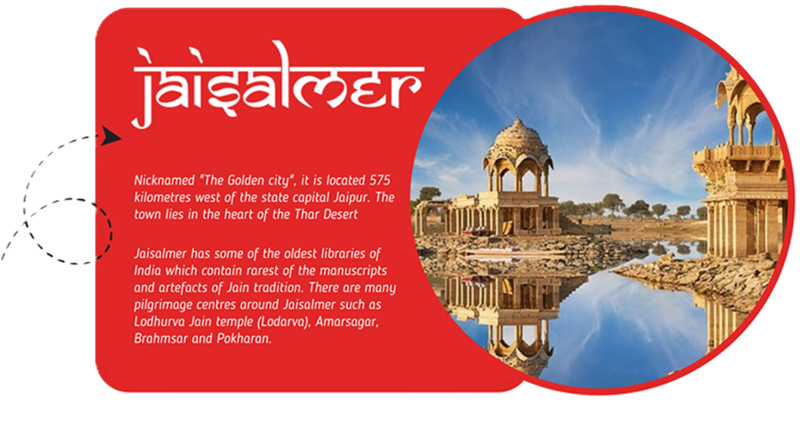 jaisalmer
Nicknamed "The Golden city", it is located 575
kilometres west of the state capital Jaipur. The
town lies in the heart of the Thar Desert
Jaisalmer has some of the oldest libraries of
India which contain rarest of the manuscripts
and artefacts of Jain tradition. There are many
pilgrimage centres around Jaisalmer such as
Lodhurva Jain temple (Lodarva), Amarsagar,
Brahmsar and Pokharan.